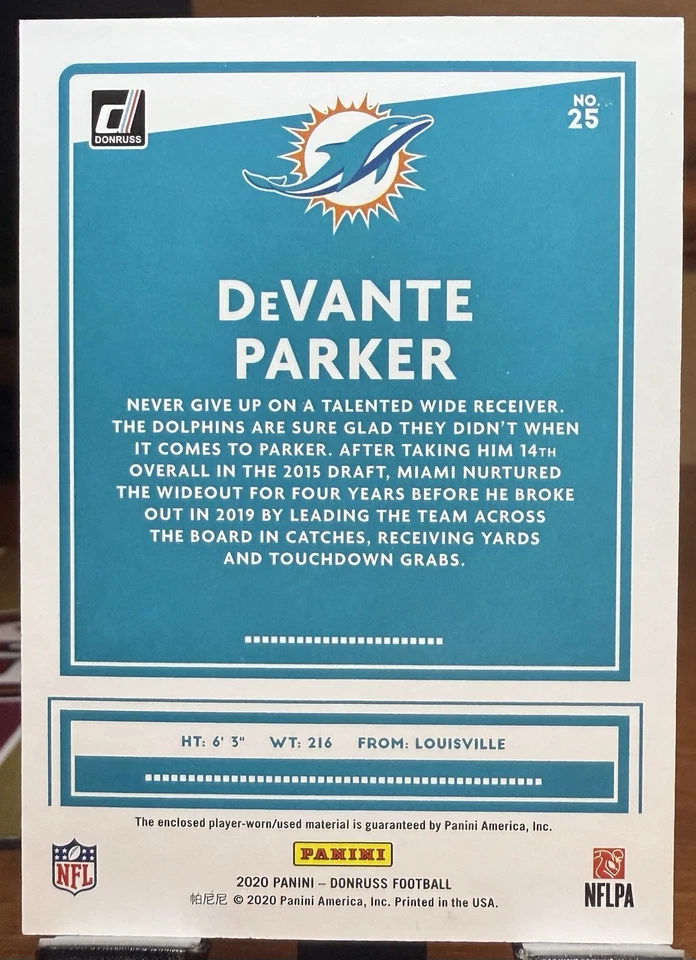 DONRUSS
NO.
25
DeVANTE
PARKER
NEVER GIVE UP ON A TALENTED WIDE RECEIVER.
THE DOLPHINS ARE SURE GLAD THEY DIDN'T WHEN
IT COMES TO PARKER. AFTER TAKING HIM 14TH
OVERALL IN THE 2015 DRAFT, MIAMI NURTURED
THE WIDEOUT FOR FOUR YEARS BEFORE HE BROKE
OUT IN 2019 BY LEADING THE TEAM ACROSS
THE BOARD IN CATCHES, RECEIVING YARDS
AND TOUCHDOWN GRABS.
HT: 6' 3" WT: 216 FROM: LOUISVILLE
The enclosed player-worn/used material is guaranteed by Panini America, Inc.
PANINI
NFL
2020 PANINI – DONRUSS FOOTBALL
帕尼尼 © 2020 Panini America, Inc. Printed in the USA.
NFLPA